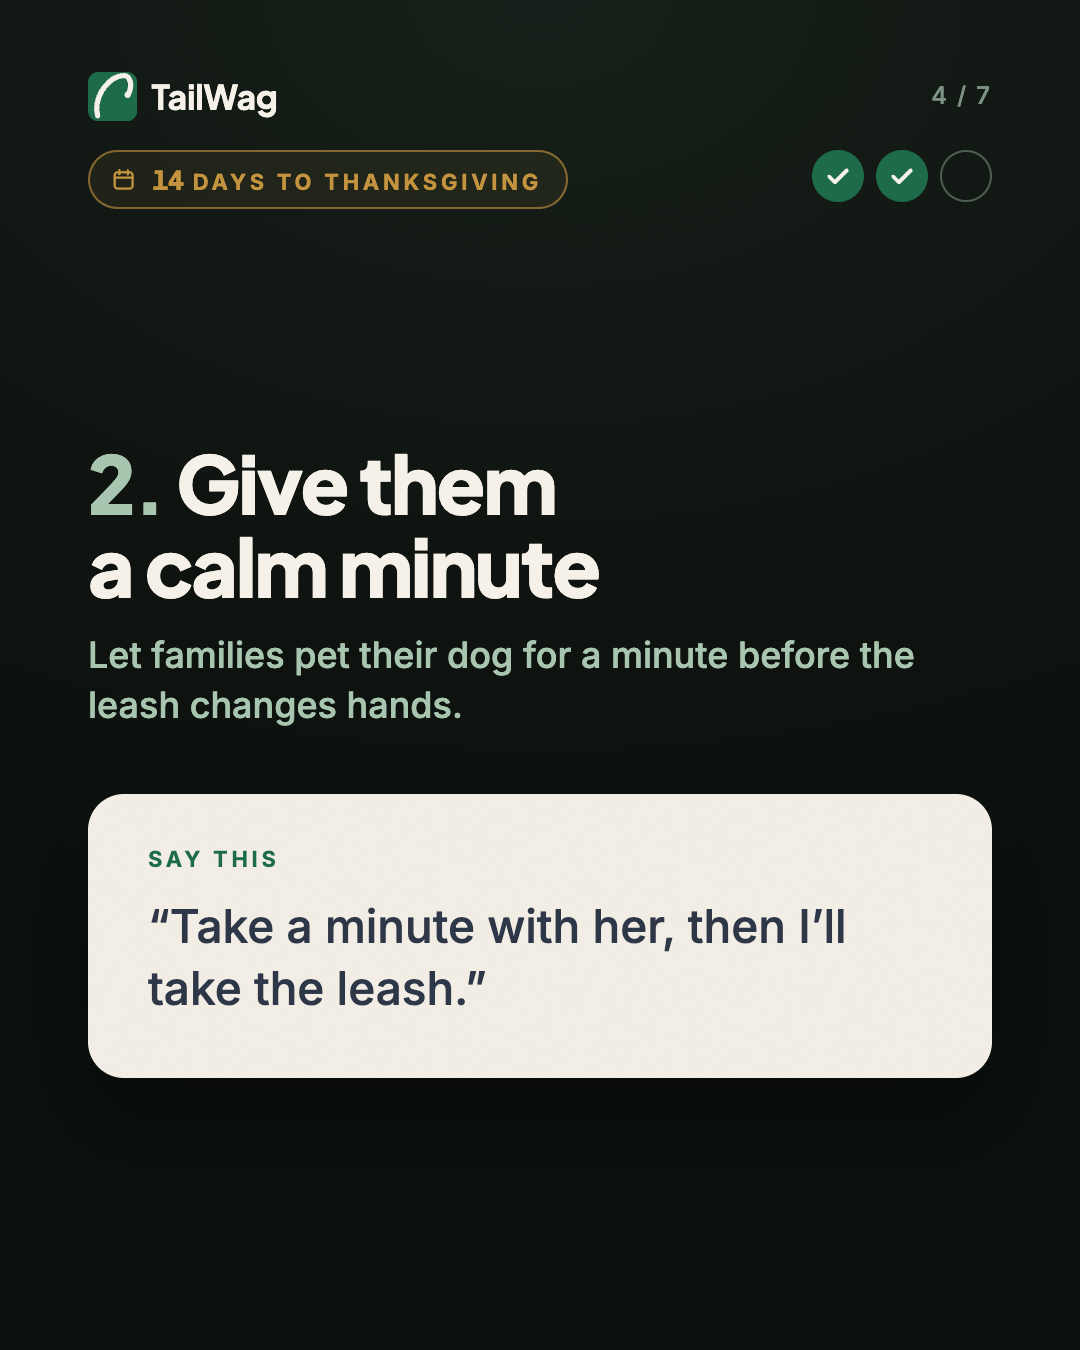 TailWag
4 / 7
14 DAYS TO THANKSGIVING
2. Give them
a calm minute
Let families pet their dog for a minute before the
leash changes hands.
SAY THIS
“Take a minute with her, then I’ll
take the leash.”